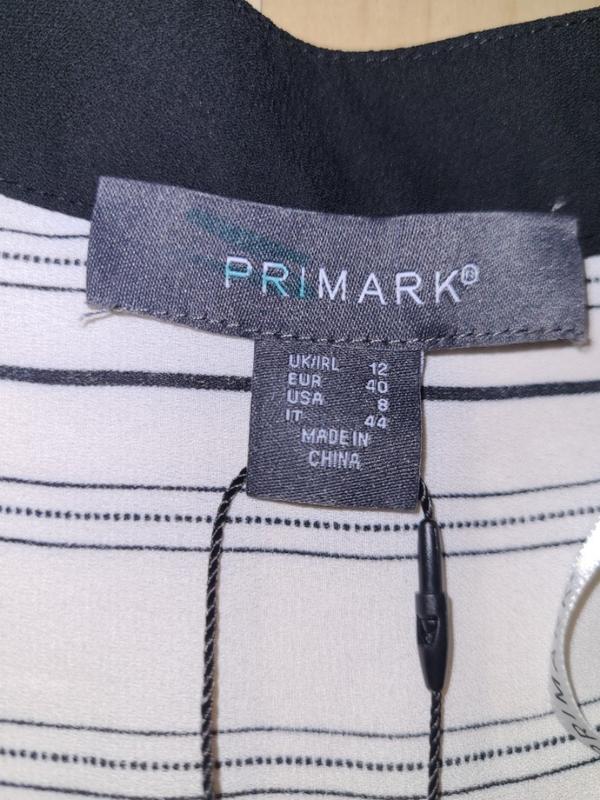 PRIMARK®
UK/IRL 12
EUR 40
USA 8
IT 44
MADE IN
CHINA